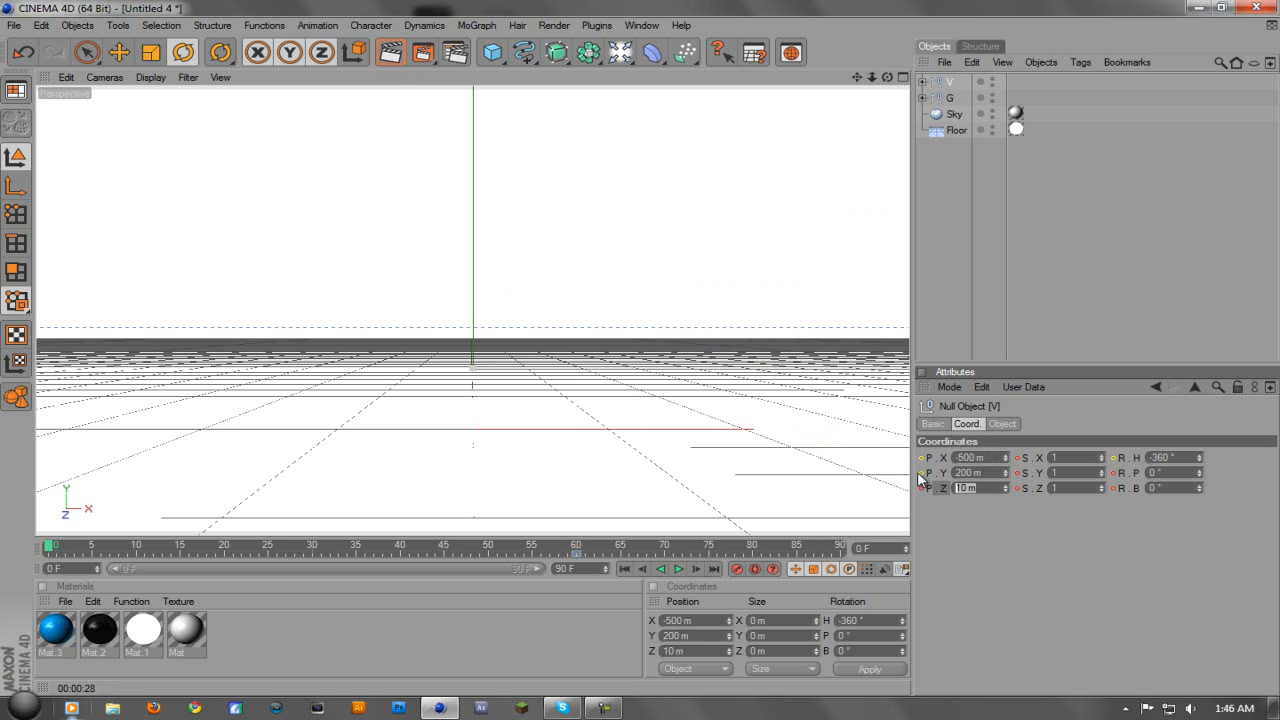 CINEMA 4D (64 Bit) - [Untitled 4 *]
File Edit Objects Tools Selection Structure Functions Animation Character Dynamics MoGraph Hair Render Plugins Window Help
X Y Z
Objects Structure
File Edit View Objects Tags Bookmarks
Edit Cameras Display Filter View
Perspective
V
G
Sky
Floor
Attributes
Mode Edit User Data
Null Object [V]
Basic Coord. Object
Coordinates
P . X -500 m S . X 1 R . H -360 °
P . Y 200 m S . Y 1 R . P 0 °
P . Z 10 m S . Z 1 R . B 0 °
Y
Z X
0 5 10 15 20 25 30 35 40 45 50 55 60 65 70 75 80 85 90 0 F
0 F 90 F
Materials
File Edit Function Texture
Mat.3 Mat.2 Mat.1 Mat
Coordinates
Position Size Rotation
X -500 m X 0 m H -360 °
Y 200 m Y 0 m P 0 °
Z 10 m Z 0 m B 0 °
Object Size Apply
MAXON
CINEMA 4D
00:00:28
1:46 AM